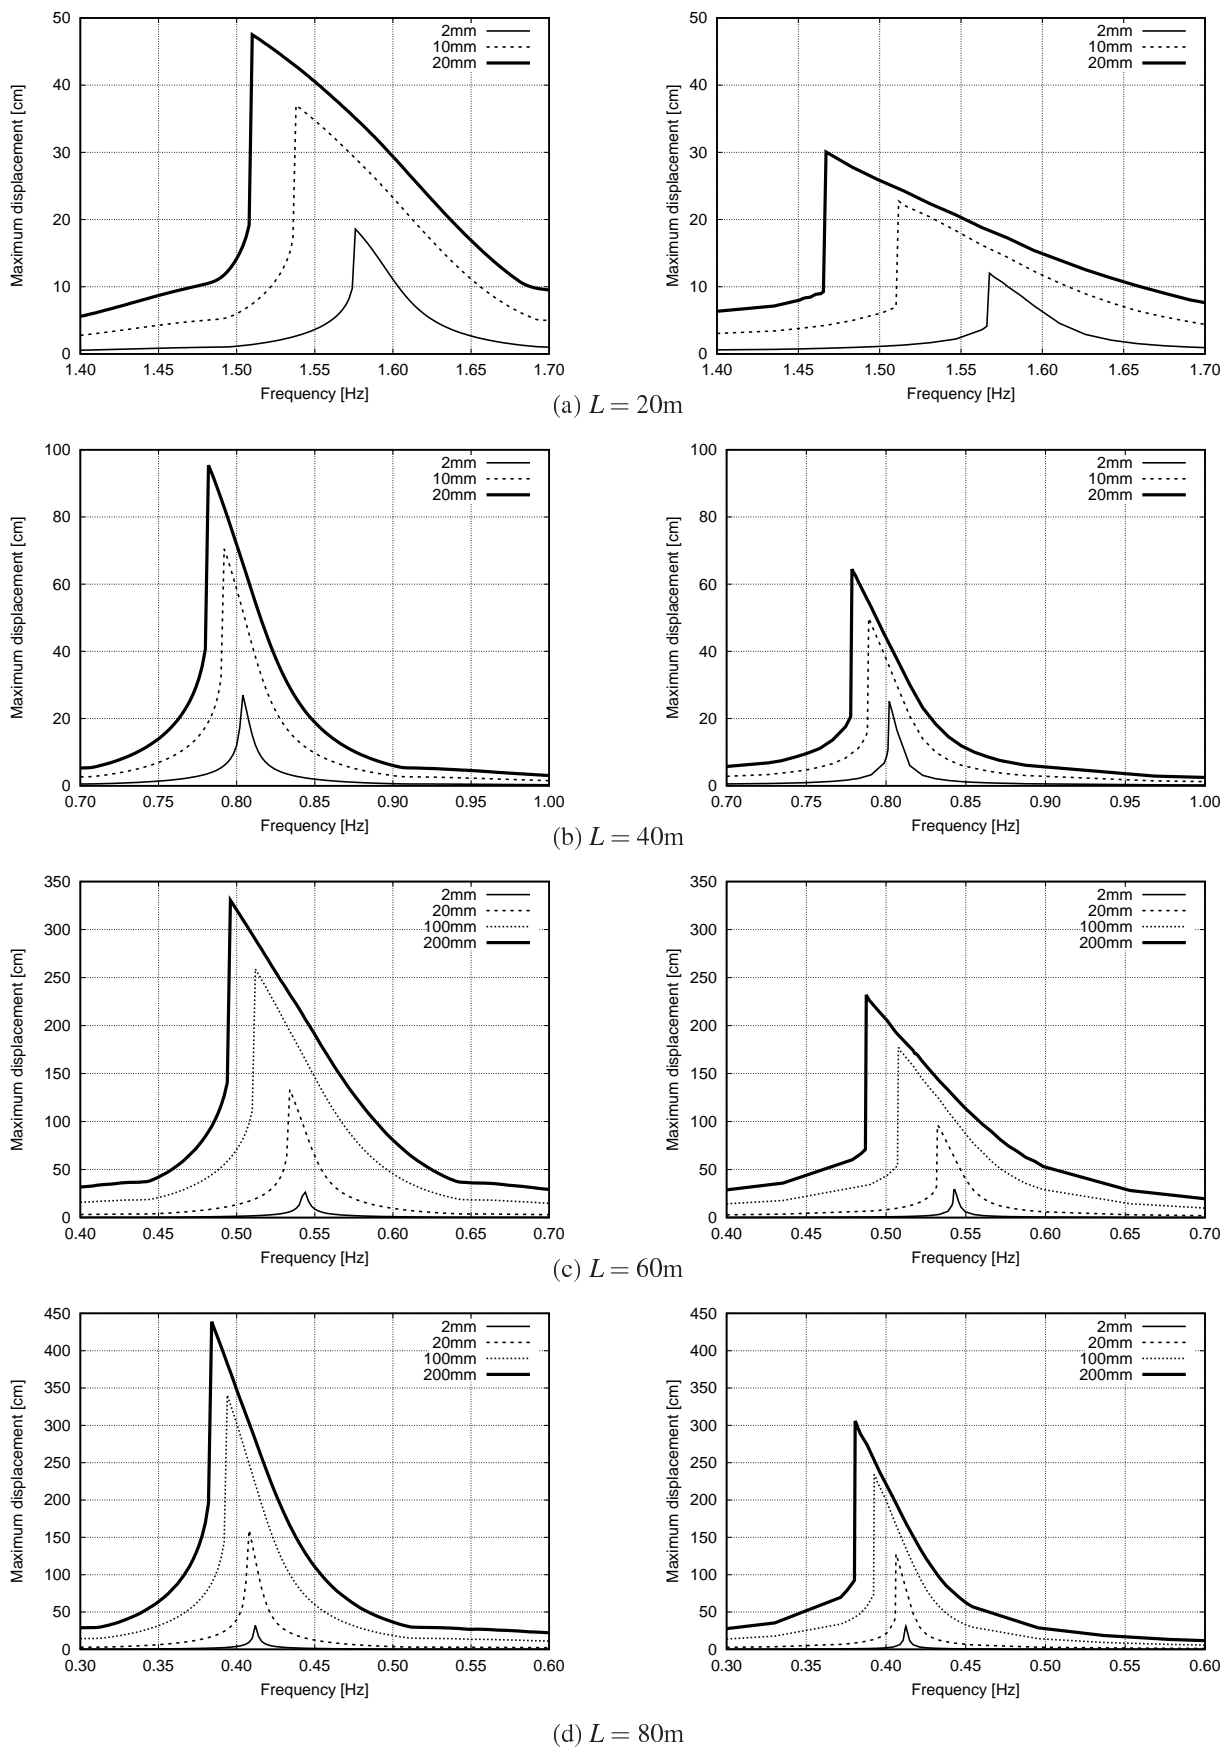 50
40
30
20
10
0
Maximum displacement [cm]
2mm
10mm
20mm
1.40 1.45 1.50 1.55 1.60 1.65 1.70
Frequency [Hz]
50
40
30
20
10
0
Maximum displacement [cm]
2mm
10mm
20mm
1.40 1.45 1.50 1.55 1.60 1.65 1.70
Frequency [Hz]
(a) L = 20m
100
80
60
40
20
0
Maximum displacement [cm]
2mm
10mm
20mm
0.70 0.75 0.80 0.85 0.90 0.95 1.00
Frequency [Hz]
100
80
60
40
20
0
Maximum displacement [cm]
2mm
10mm
20mm
0.70 0.75 0.80 0.85 0.90 0.95 1.00
Frequency [Hz]
(b) L = 40m
350
300
250
200
150
100
50
0
Maximum displacement [cm]
2mm
20mm
100mm
200mm
0.40 0.45 0.50 0.55 0.60 0.65 0.70
Frequency [Hz]
350
300
250
200
150
100
50
0
Maximum displacement [cm]
2mm
20mm
100mm
200mm
0.40 0.45 0.50 0.55 0.60 0.65 0.70
Frequency [Hz]
(c) L = 60m
450
400
350
300
250
200
150
100
50
0
Maximum displacement [cm]
2mm
20mm
100mm
200mm
0.30 0.35 0.40 0.45 0.50 0.55 0.60
Frequency [Hz]
450
400
350
300
250
200
150
100
50
0
Maximum displacement [cm]
2mm
20mm
100mm
200mm
0.30 0.35 0.40 0.45 0.50 0.55 0.60
Frequency [Hz]
(d) L = 80m